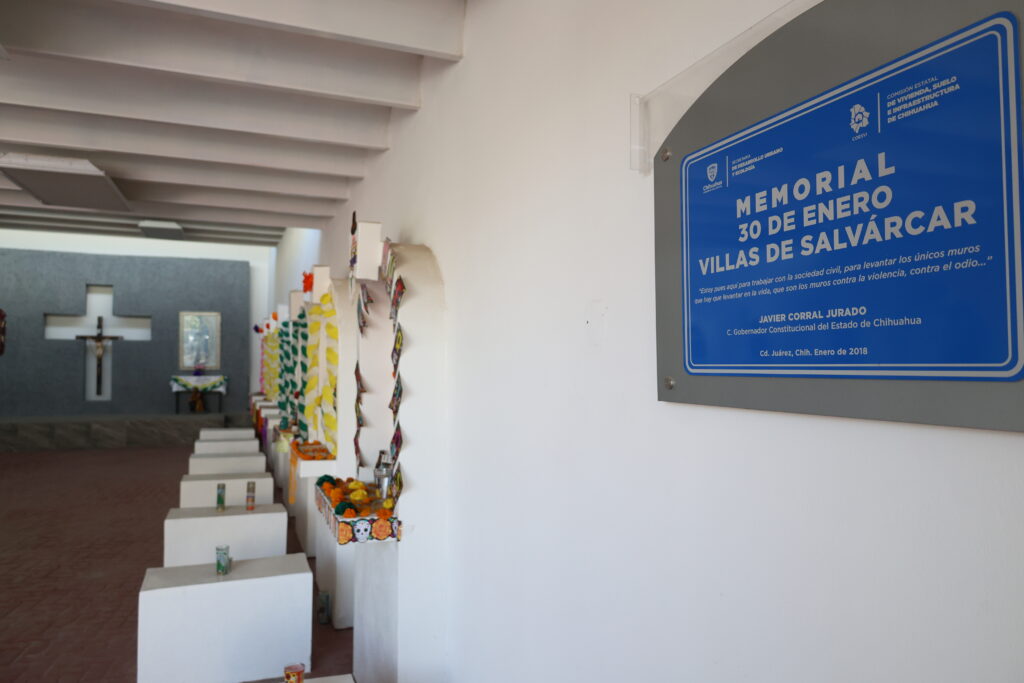 COMISIÓN ESTATAL
DE VIVIENDA, SUELO
E INFRAESTRUCTURA
DE CHIHUAHUA
COESVI
SECRETARÍA
DE DESARROLLO URBANO
Y ECOLOGÍA
Chihuahua
MEMORIAL
30 DE ENERO
VILLAS DE SALVÁRCAR
"Estoy pues aquí para trabajar con la sociedad civil, para levantar los únicos muros
que hay que levantar en la vida, que son los muros contra la violencia, contra el odio..."
JAVIER CORRAL JURADO
C. Gobernador Constitucional del Estado de Chihuahua
Cd. Juárez, Chih. Enero de 2018